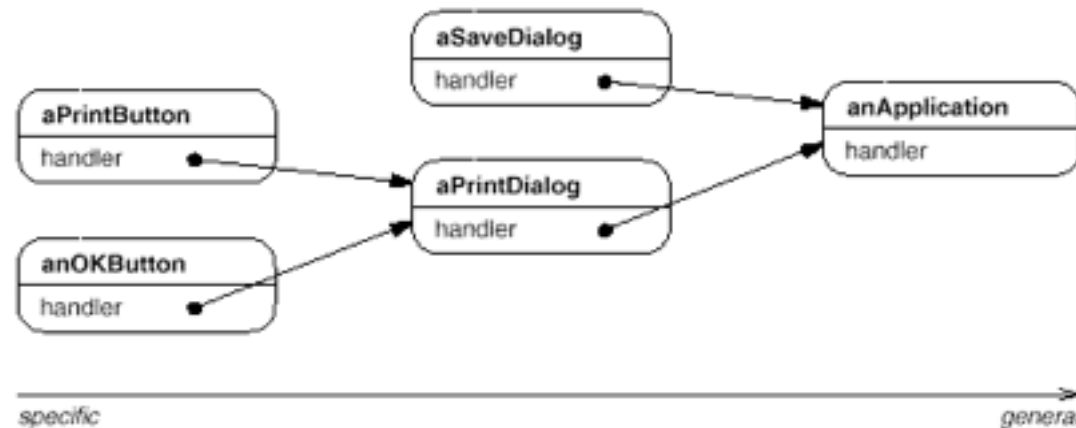 aSaveDialog
handler
aPrintButton
handler
anApplication
handler
aPrintDialog
handler
anOKButton
handler
specific
genera